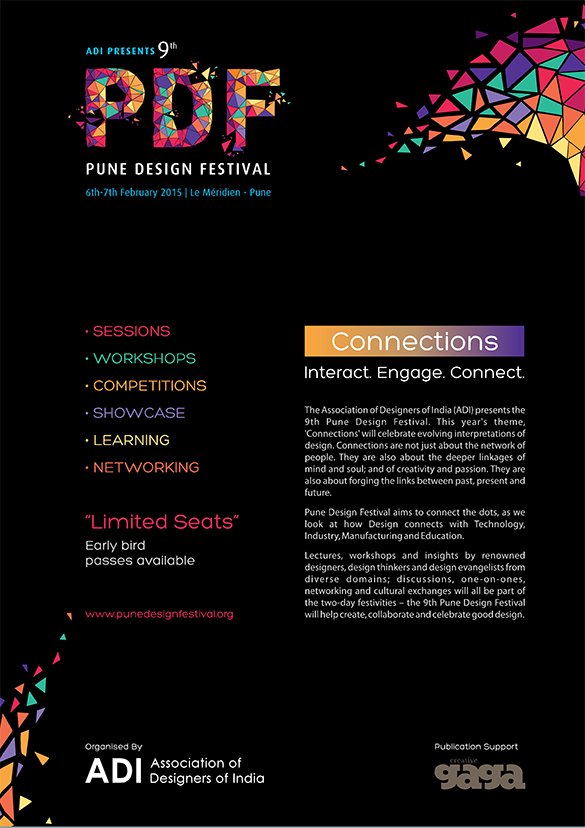 ADI PRESENTS 9th
PDF
PUNE DESIGN FESTIVAL
6th-7th February 2015 | Le Méridien - Pune
• SESSIONS
• WORKSHOPS
• COMPETITIONS
• SHOWCASE
• LEARNING
• NETWORKING
"Limited Seats"
Early bird
passes available
www.punedesignfestival.org
Connections
Interact. Engage. Connect.
The Association of Designers of India (ADI) presents the
9th Pune Design Festival. This year's theme,
'Connections' will celebrate evolving interpretations of
design. Connections are not just about the network of
people. They are also about the deeper linkages of
mind and soul; and of creativity and passion. They are
also about forging the links between past, present and
future.
Pune Design Festival aims to connect the dots, as we
look at how Design connects with Technology,
Industry, Manufacturing and Education.
Lectures, workshops and insights by renowned
designers, design thinkers and design evangelists from
diverse domains; discussions, one-on-ones,
networking and cultural exchanges will all be part of
the two-day festivities – the 9th Pune Design Festival
will help create, collaborate and celebrate good design.
Organised By
ADI Association of
Designers of India
Publication Support
creative
gaga